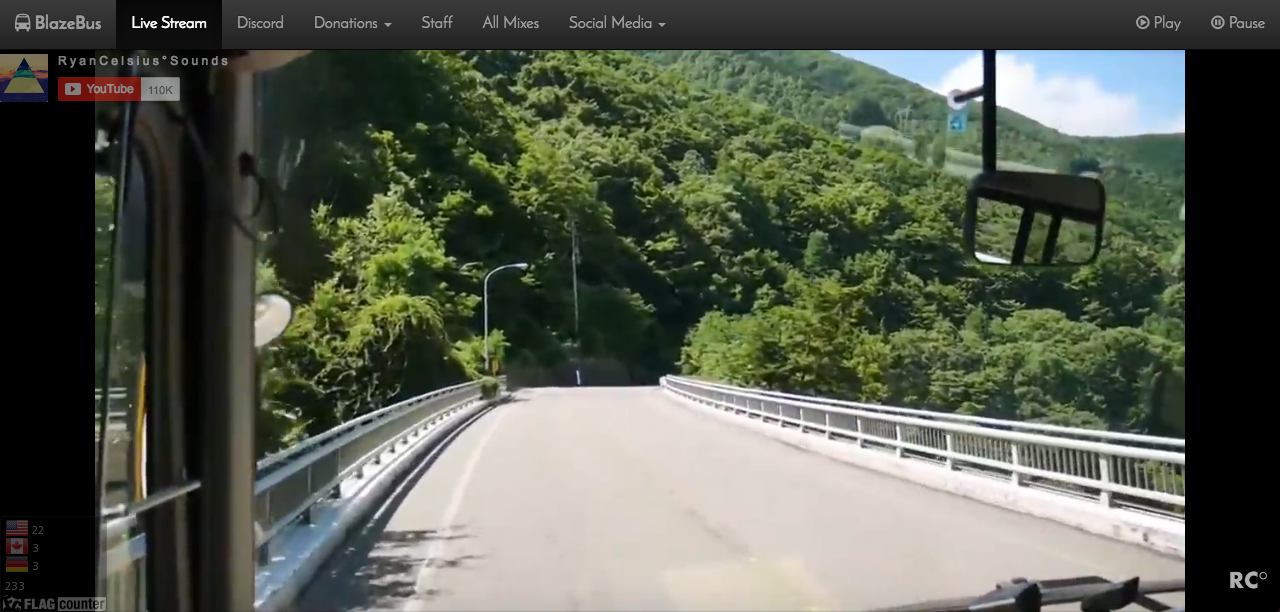 BlazeBus Live Stream Discord Donations Staff All Mixes Social Media Play Pause
RyanCelsius°Sounds
YouTube 110K
22
3
3
233
FLAG counter
RC°